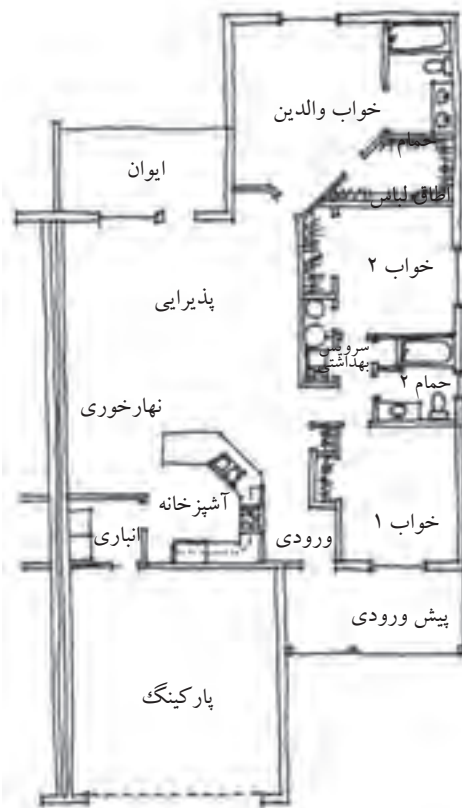 خواب والدین
حمام
ایوان
اطاق لباس
خواب ۲
پذیرایی
سرویس
بهداشتی
حمام ۲
نهارخوری
آشپزخانه
خواب ۱
انباری
ورودی
پیش ورودی
پارکینگ